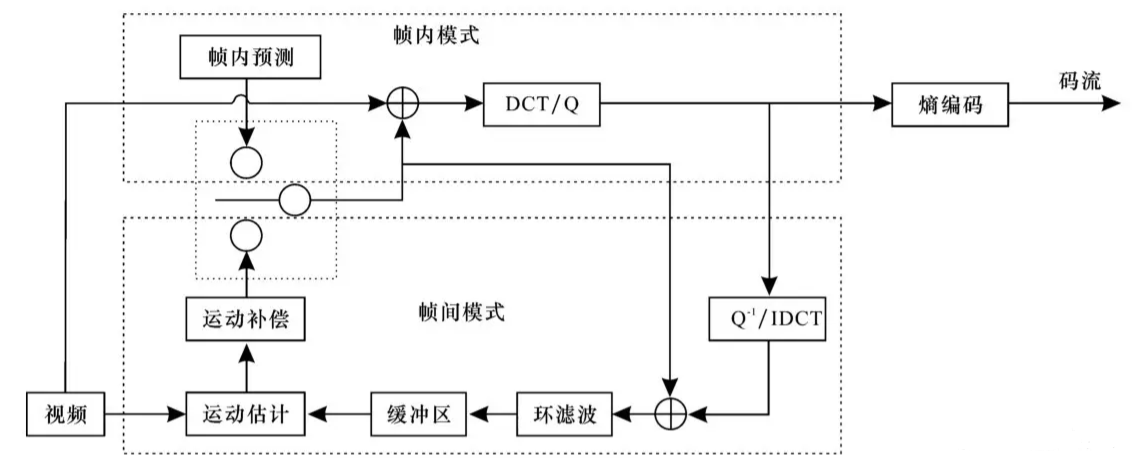 帧内模式
帧内预测
码流
DCT/Q
熵编码
运动补偿
帧间模式
Q⁻¹/IDCT
视频
运动估计
缓冲区
环滤波